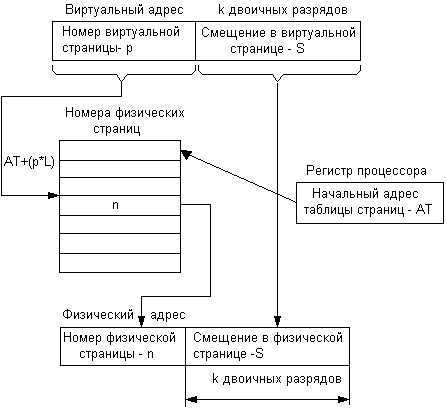 Виртуальный адрес
k двоичных разрядов
Номер виртуальной
страницы- p
Смещение в виртуальной
странице - S
Номера физических
страниц
AT+(p*L)
n
Регистр процессора
Начальный адрес
таблицы страниц - AT
Физический адрес
Номер физической
страницы - n
Смещение в физической
странице -S
k двоичных разрядов